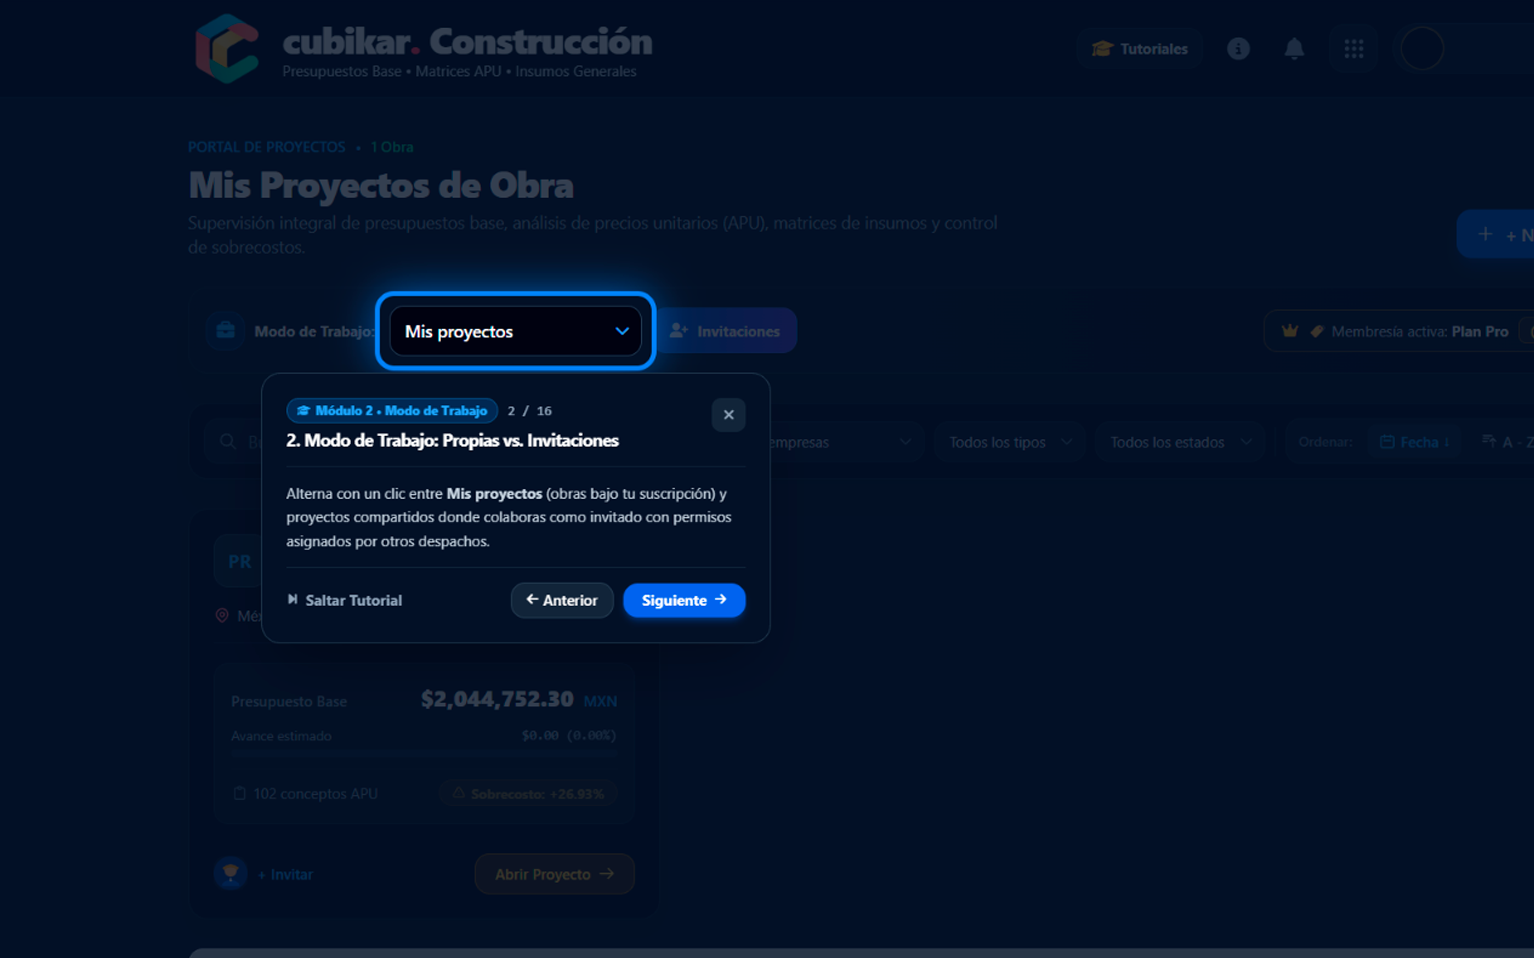 cubikar. Construcción
Presupuestos Base • Matrices APU • Insumos Generales
Tutoriales
PORTAL DE PROYECTOS • 1 Obra
Mis Proyectos de Obra
Supervisión integral de presupuestos base, análisis de precios unitarios (APU), matrices de insumos y control
de sobrecostos.
+ + N
Modo de Trabajo:
Mis proyectos
Invitaciones
Membresía activa: Plan Pro
Módulo 2 • Modo de Trabajo
2 / 16
2. Modo de Trabajo: Propias vs. Invitaciones
empresas
Todos los tipos
Todos los estados
Ordenar:
Fecha
A - Z
Alterna con un clic entre Mis proyectos (obras bajo tu suscripción) y
proyectos compartidos donde colaboras como invitado con permisos
asignados por otros despachos.
PR
Saltar Tutorial
← Anterior
Siguiente →
Méx
Presupuesto Base
$2,044,752.30 MXN
Avance estimado
$0.00 (0.00%)
102 conceptos APU
Sobrecosto: +26.93%
+ Invitar
Abrir Proyecto →